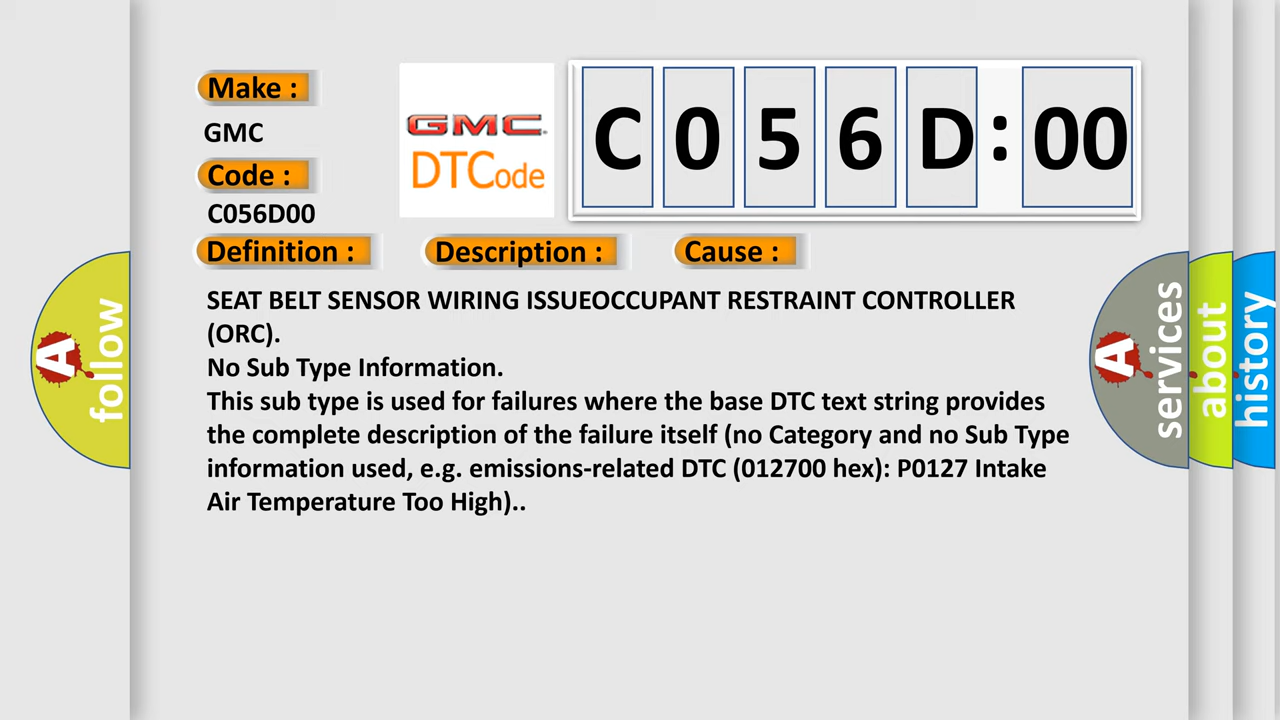 Make :
GMC
Code :
C056D00
GMC
DTCode
C056D:00
Definition :
Description :
Cause :
SEAT BELT SENSOR WIRING ISSUEOCCUPANT RESTRAINT CONTROLLER
(ORC).
No Sub Type Information.
This sub type is used for failures where the base DTC text string provides
the complete description of the failure itself (no Category and no Sub Type
information used, e.g. emissions-related DTC (012700 hex): P0127 Intake
Air Temperature Too High)..
A follow
A services
about
history